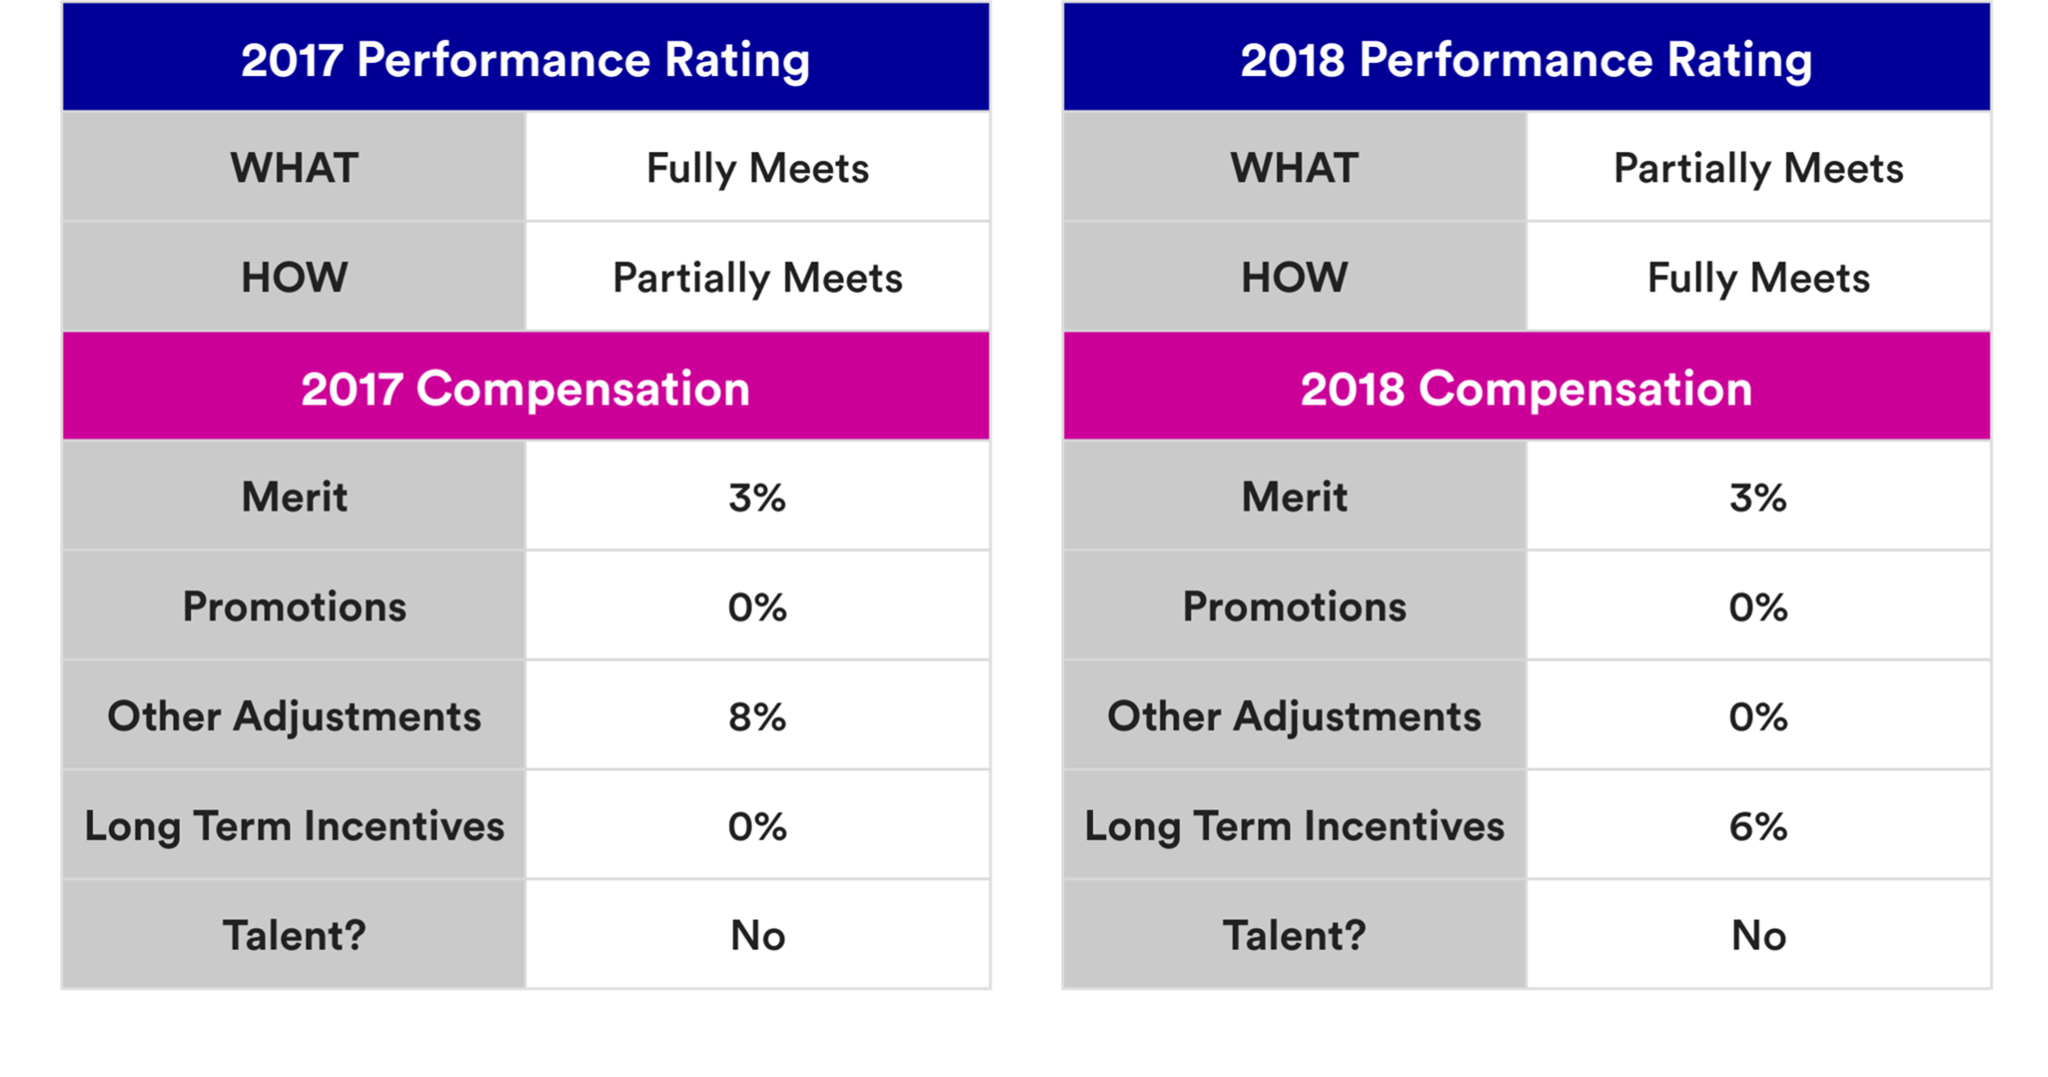 2017 Performance Rating
WHAT Fully Meets
HOW Partially Meets
2017 Compensation
Merit 3%
Promotions 0%
Other Adjustments 8%
Long Term Incentives 0%
Talent? No
2018 Performance Rating
WHAT Partially Meets
HOW Fully Meets
2018 Compensation
Merit 3%
Promotions 0%
Other Adjustments 0%
Long Term Incentives 6%
Talent? No